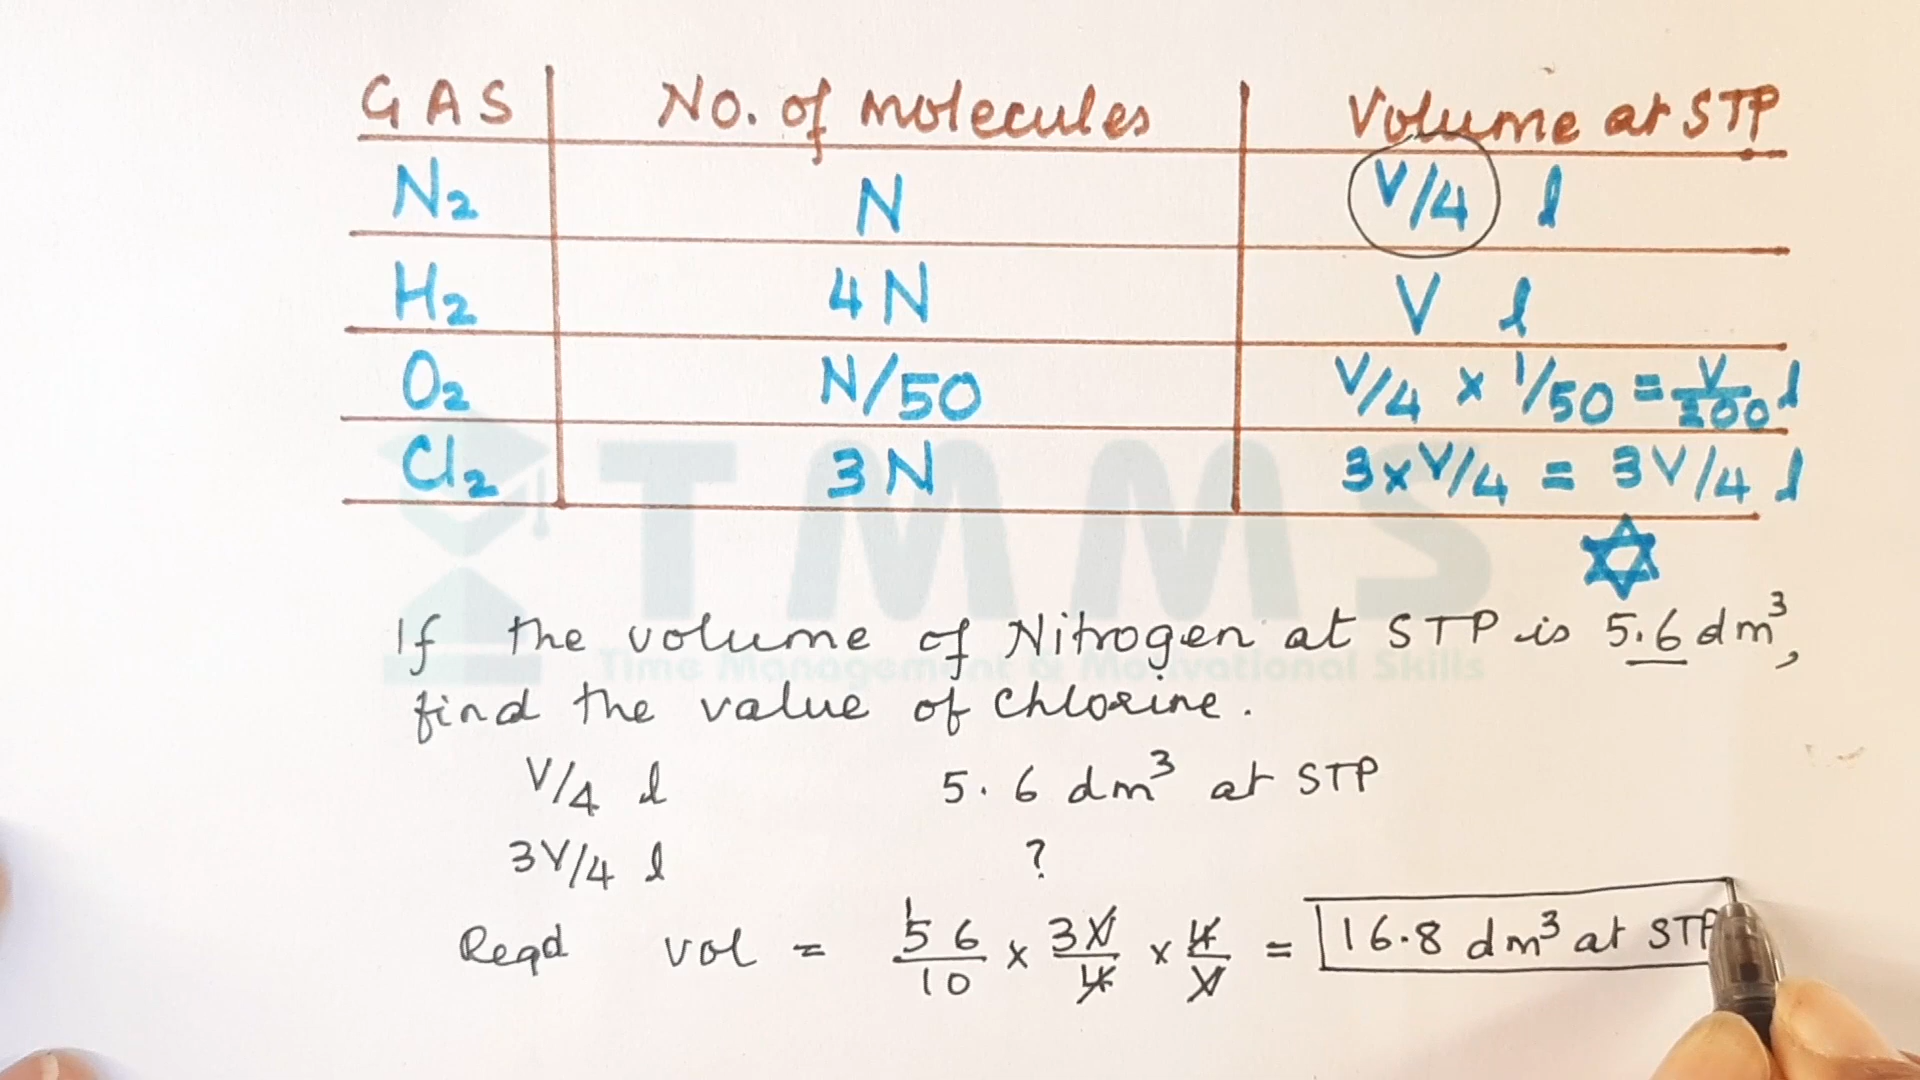 GAS No. of molecules Volume at STP
N₂ N V/4 l
H₂ 4N V l
O₂ N/50 V/4 × 1/50 = V/200 l
Cl₂ 3N 3×V/4 = 3V/4 l
TMMS
Time Management & Motivational Skills
If the volume of Nitrogen at STP is 5.6 dm³,
find the value of Chlorine.
V/4 l 5.6 dm³ at STP
3V/4 l ?
Reqd vol = 56/10 × 3V/4 × 4/V = 16.8 dm³ at STP